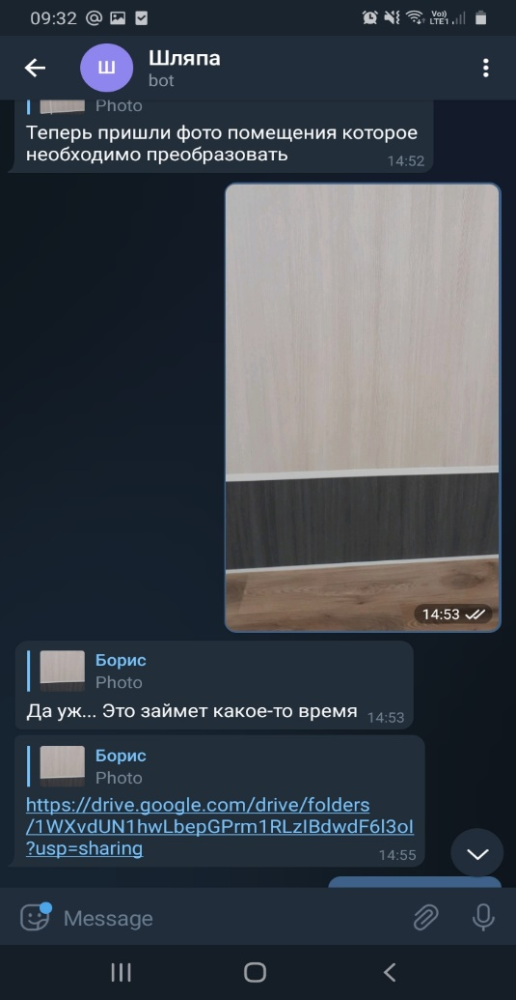 09:32
Vo))
LTE1
Ш
Шляпа
bot
Photo
Теперь пришли фото помещения которое
необходимо преобразовать
14:52
14:53
Борис
Photo
Да уж... Это займет какое-то время
14:53
Борис
Photo
https://drive.google.com/drive/folders
/1WXvdUN1hwLbepGPrm1RLzIBdwdF6l3oI
?usp=sharing
14:55
Message